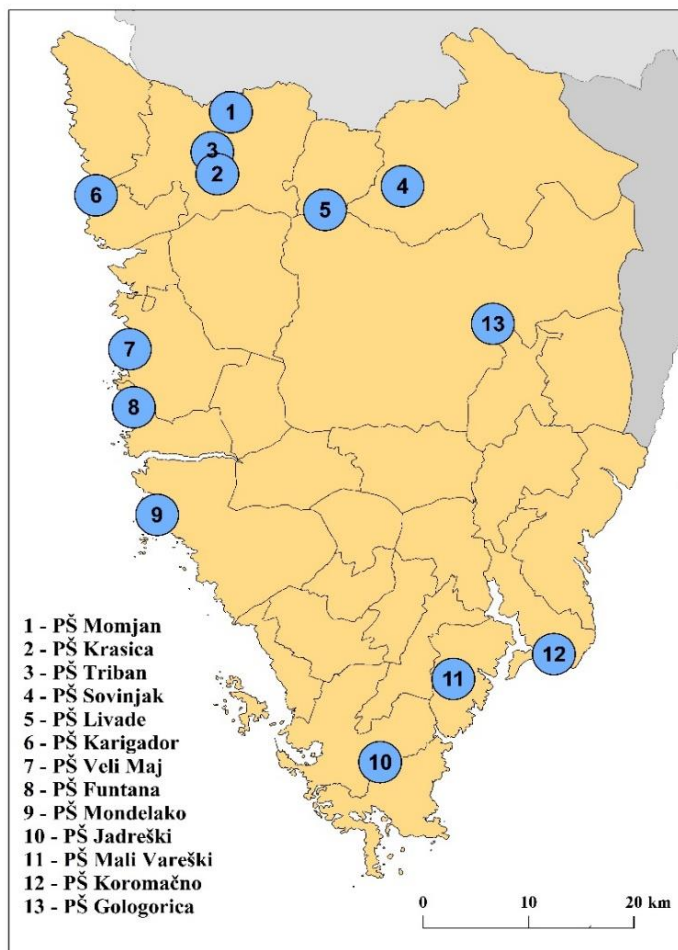 1
3
2
4
6
5
13
7
8
9
12
11
10
1 - PŠ Momjan
2 - PŠ Krasica
3 - PŠ Triban
4 - PŠ Sovinjak
5 - PŠ Livade
6 - PŠ Karigador
7 - PŠ Veli Maj
8 - PŠ Funtana
9 - PŠ Mondelako
10 - PŠ Jadreški
11 - PŠ Mali Vareški
12 - PŠ Koromačno
13 - PŠ Gologorica
0 10 20 km